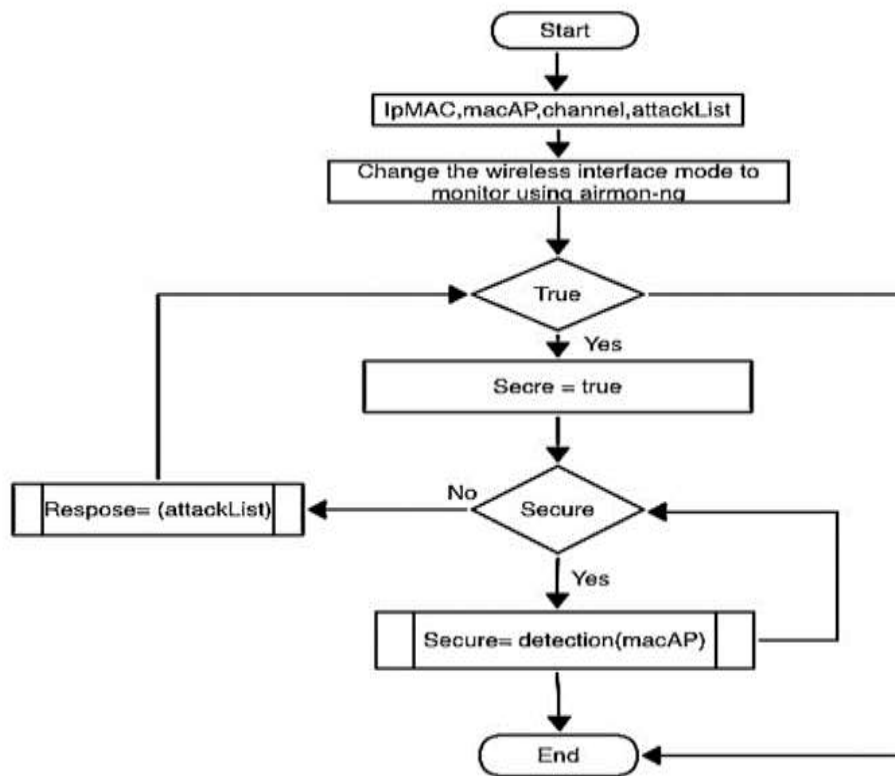 Start
IpMAC,macAP,channel,attackList
Change the wireless interface mode to
monitor using airmon-ng
True
Yes
Secre = true
No
Respose= (attackList)
Secure
Yes
Secure= detection(macAP)
End